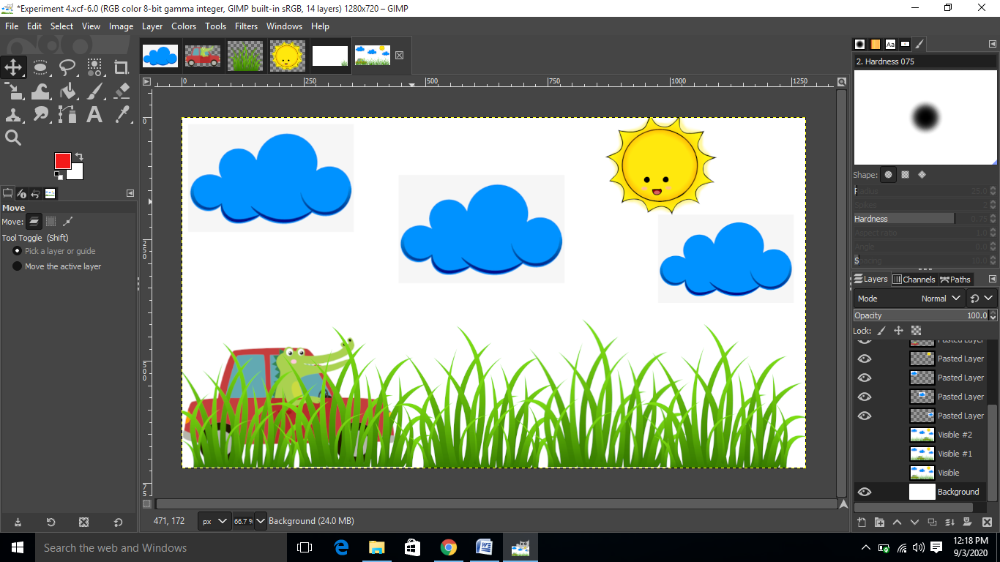 *Experiment 4.xcf-6.0 (RGB color 8-bit gamma integer, GIMP built-in sRGB, 14 layers) 1280x720 – GIMP
File Edit Select View Image Layer Colors Tools Filters Windows Help
2. Hardness 075
0 250 500 750 1000 1250
0
250
500
75
Move
Move:
Tool Toggle (Shift)
Pick a layer or guide
Move the active layer
Shape:
Radius 25.0
Spikes 2
Hardness 0.75
Aspect ratio 1.0
Angle 0.0
Spacing 10.0
Layers Channels Paths
Mode Normal
Opacity 100.0
Lock:
Pasted Layer
Pasted Layer
Pasted Layer
Pasted Layer
Pasted Layer
Visible #2
Visible #1
Visible
Background
471, 172 px 66.7 % Background (24.0 MB)
Search the web and Windows
12:18 PM
9/3/2020